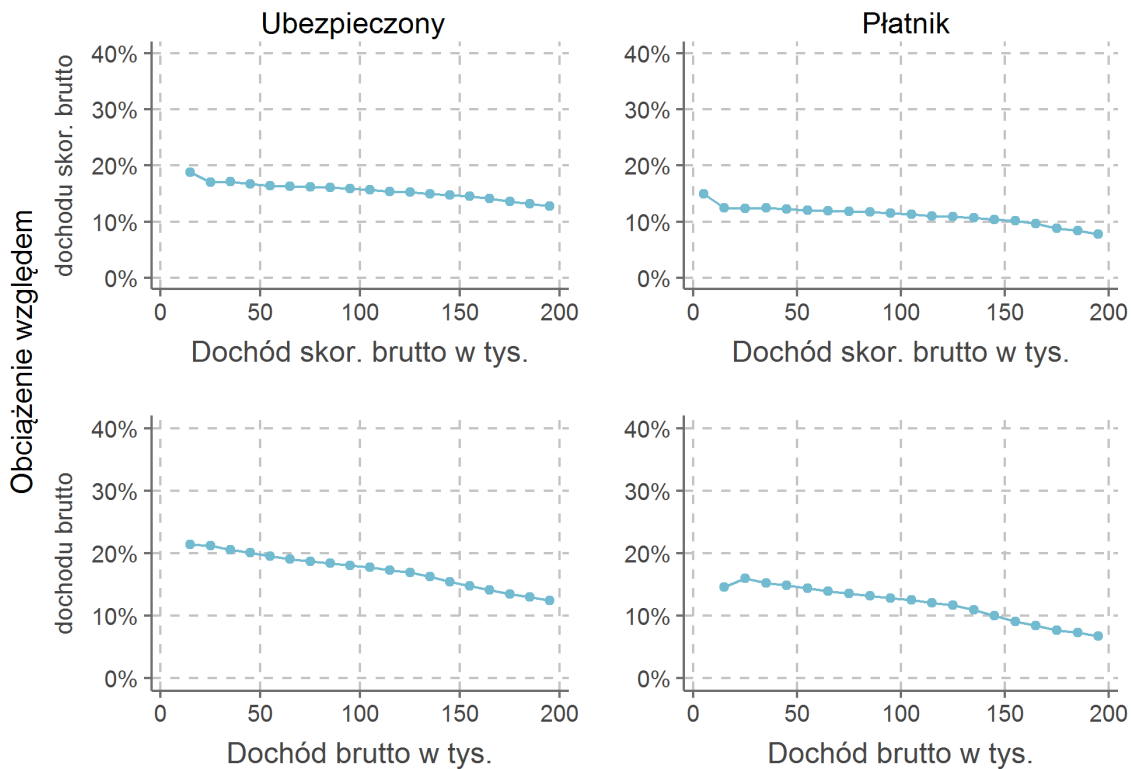 Ubezpieczony
Płatnik
Obciążenie względem
dochodu skor. brutto
40%
30%
20%
10%
0%
0 50 100 150 200
Dochód skor. brutto w tys.
40%
30%
20%
10%
0%
0 50 100 150 200
Dochód skor. brutto w tys.
dochodu brutto
40%
30%
20%
10%
0%
0 50 100 150 200
Dochód brutto w tys.
40%
30%
20%
10%
0%
0 50 100 150 200
Dochód brutto w tys.